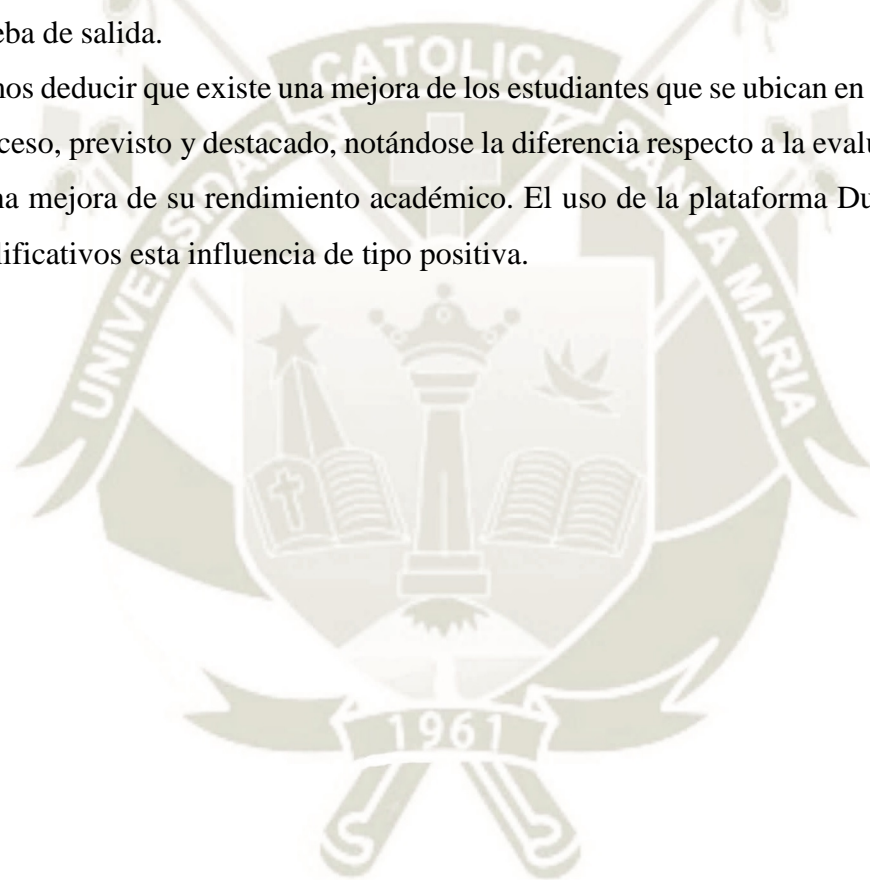 eba de salida.
nos deducir que existe una mejora de los estudiantes que se ubican en
ceso, previsto y destacado, notándose la diferencia respecto a la evalu
na mejora de su rendimiento académico. El uso de la plataforma Du
lificativos esta influencia de tipo positiva.
UNIVERSIDAD CATOLICA SANTA MARIA
1961